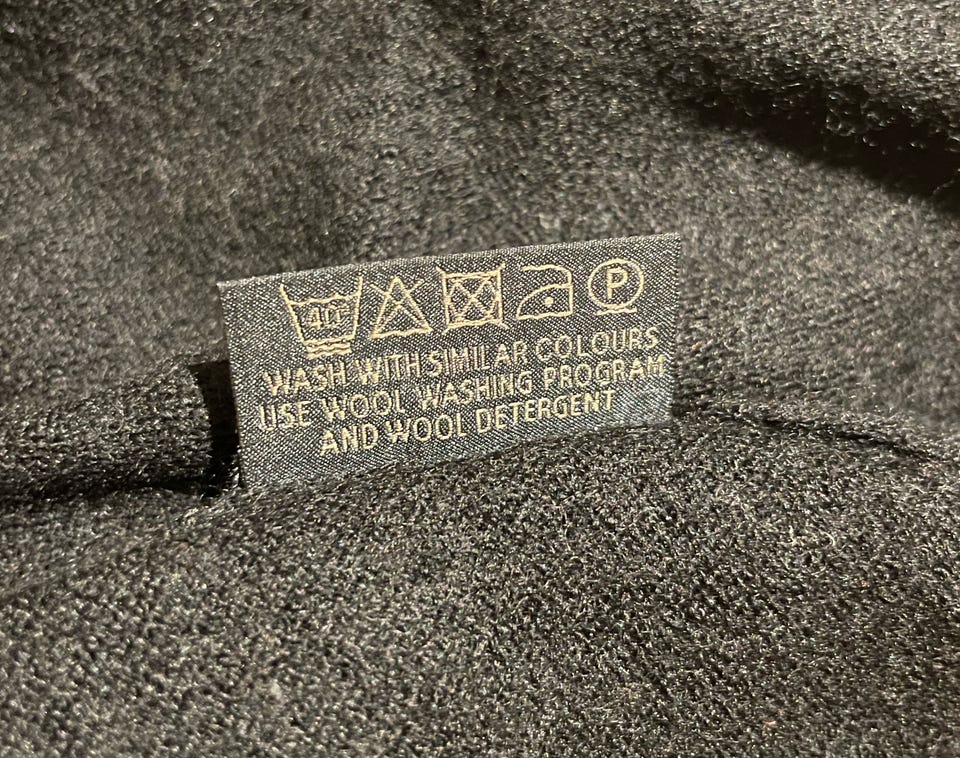 40 P
WASH WITH SIMILAR COLOURS
USE WOOL WASHING PROGRAM
AND WOOL DETERGENT